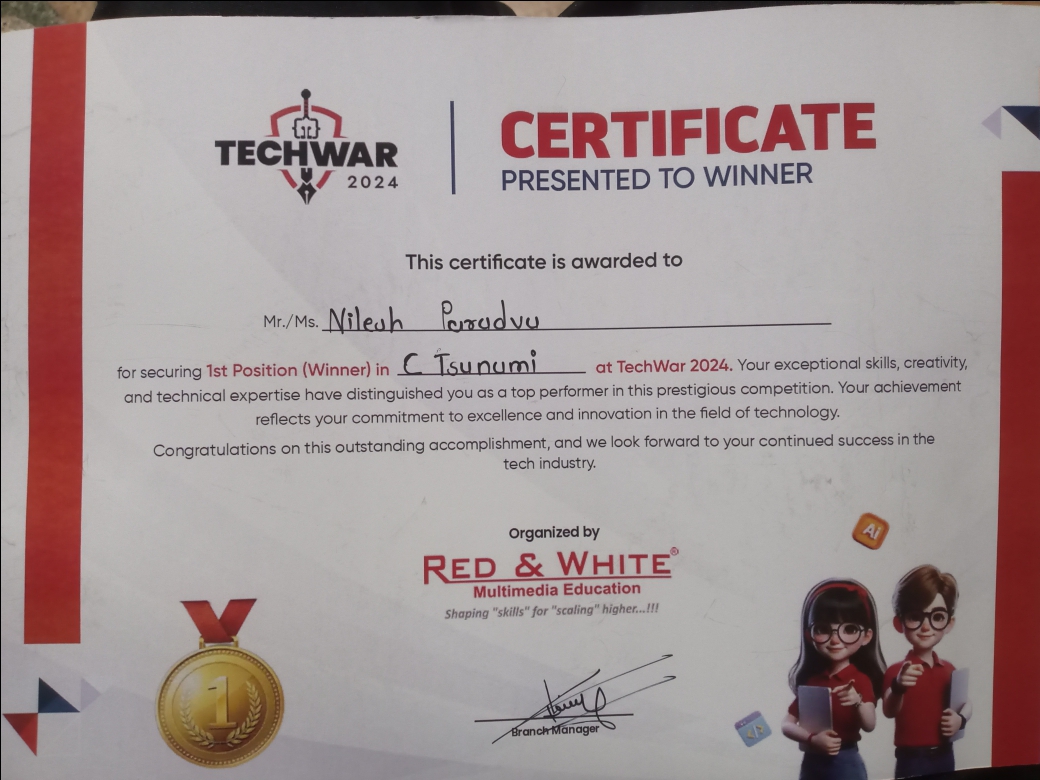 TECHWAR
2024
CERTIFICATE
PRESENTED TO WINNER
This certificate is awarded to
Mr./Ms. Nilesh Paradva
for securing 1st Position (Winner) in C Tsunami at TechWar 2024. Your exceptional skills, creativity,
and technical expertise have distinguished you as a top performer in this prestigious competition. Your achievement
reflects your commitment to excellence and innovation in the field of technology.
Congratulations on this outstanding accomplishment, and we look forward to your continued success in the
tech industry.
Organized by
RED & WHITE®
Multimedia Education
Shaping "skills" for "scaling" higher...!!!
Ai
1
</>
Branch Manager